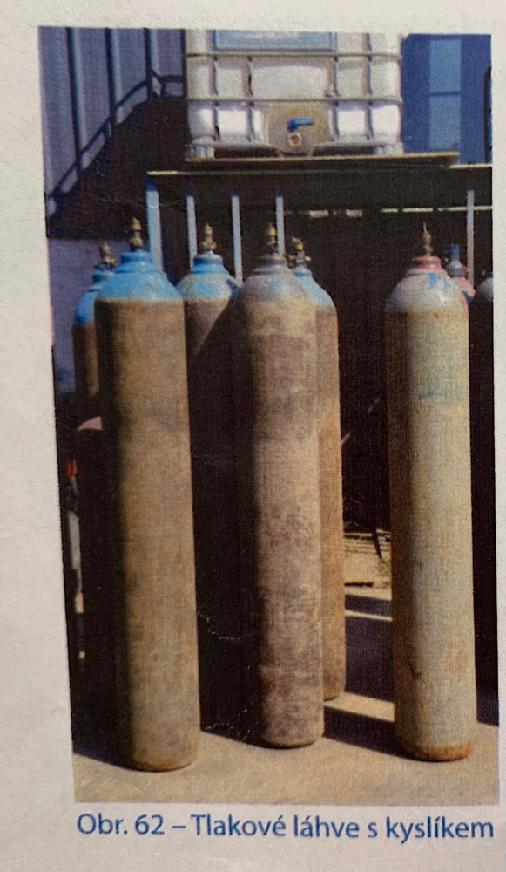 Obr. 62 – Tlakové láhve s kyslíkem